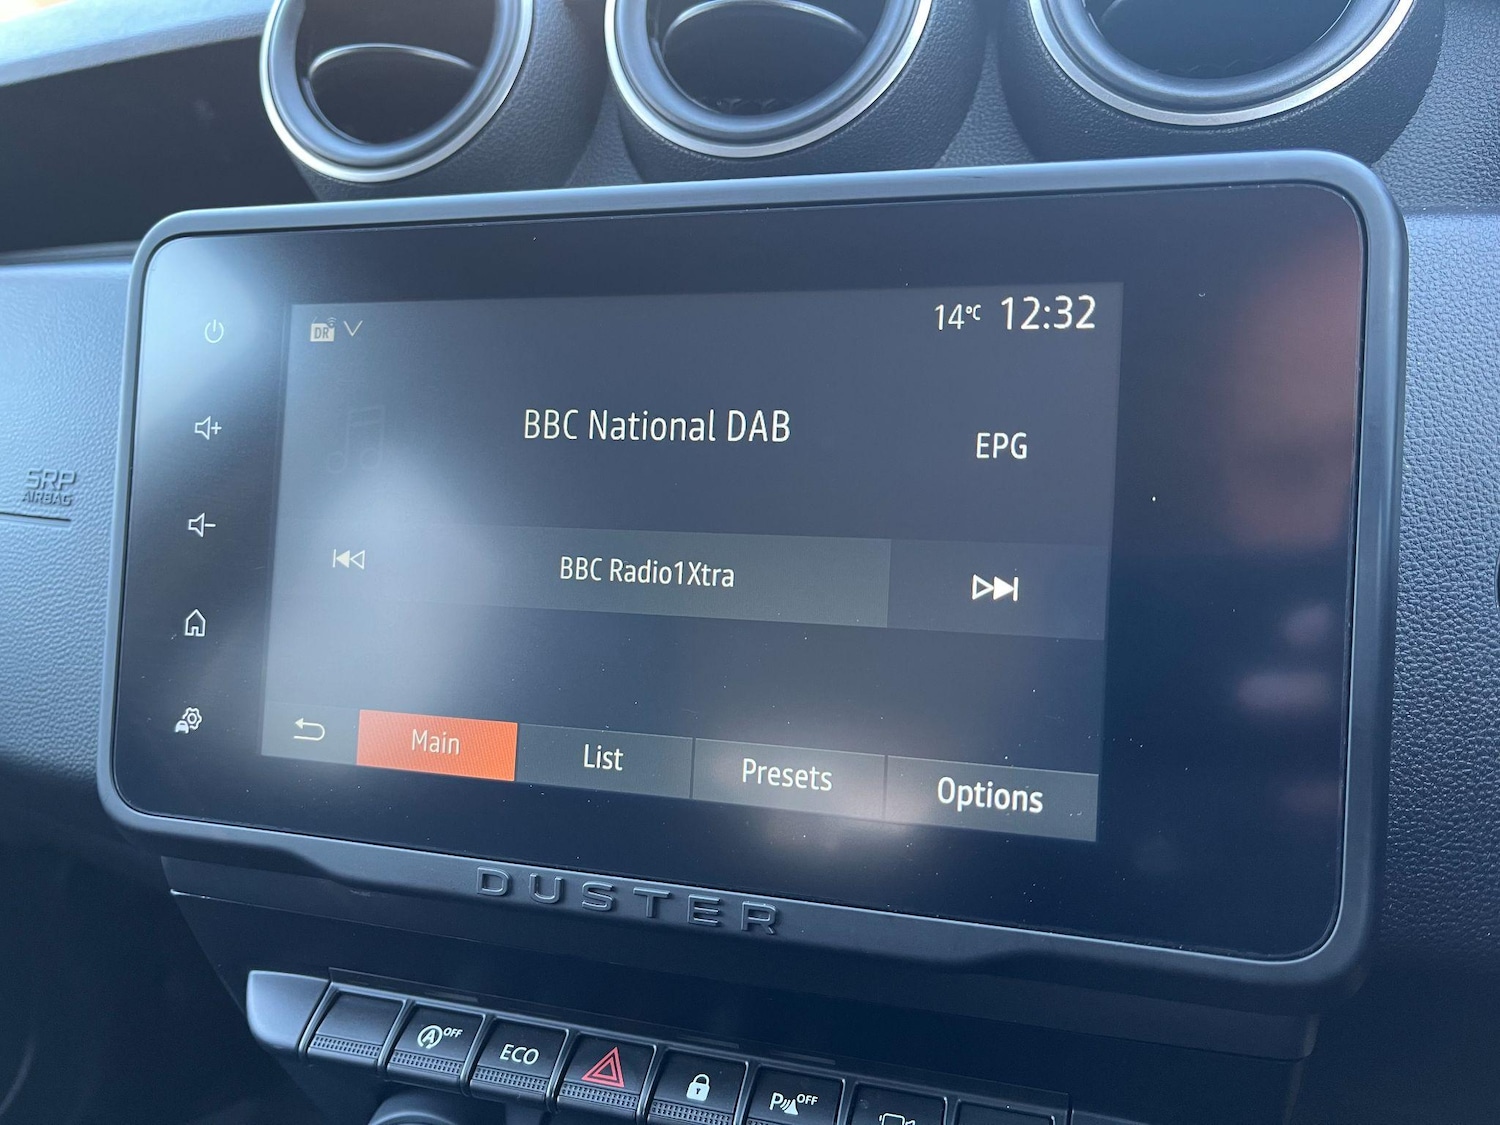 DR
14°C 12:32
BBC National DAB
EPG
BBC Radio1Xtra
Main
List
Presets
Options
SRP
AIRBAG
DUSTER
A OFF
ECO
P OFF